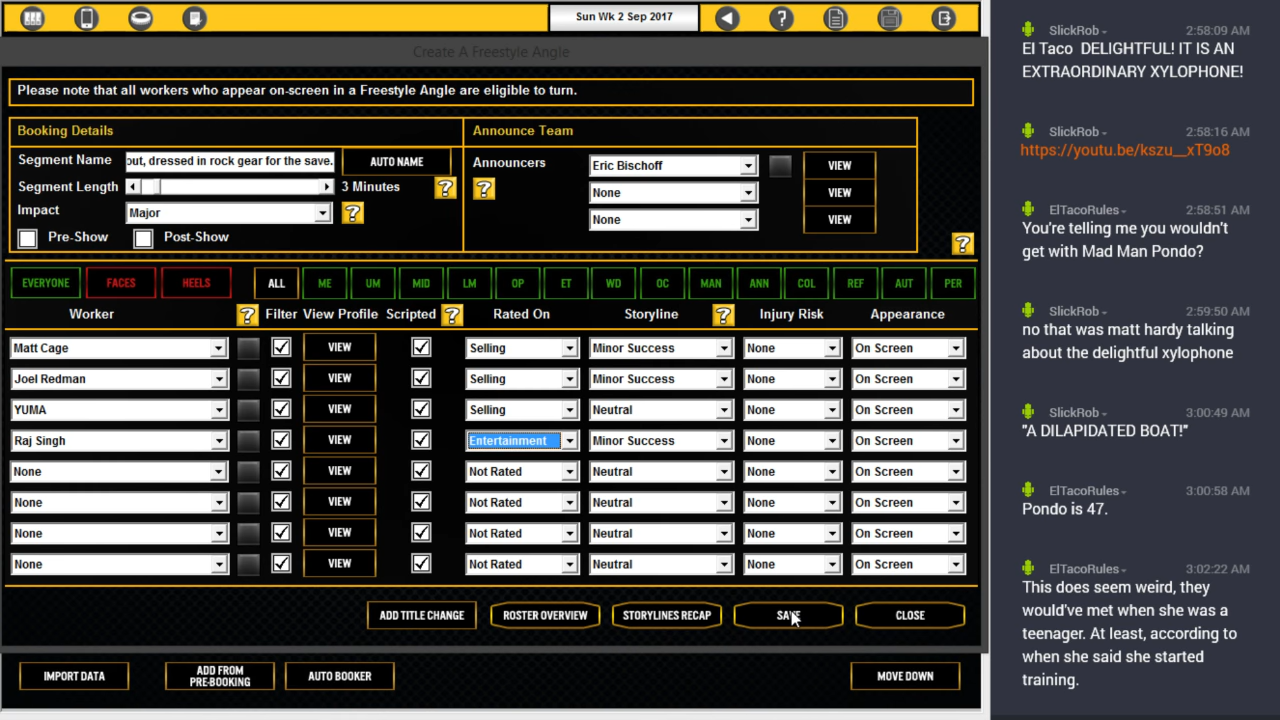 Sun Wk 2 Sep 2017
?
Create A Freestyle Angle
Please note that all workers who appear on-screen in a Freestyle Angle are eligible to turn.
Booking Details
Segment Name out, dressed in rock gear for the save. AUTO NAME
Segment Length 3 Minutes ?
Impact Major ?
Pre-Show Post-Show
Announce Team
Announcers Eric Bischoff VIEW
? None VIEW
None VIEW
?
EVERYONE FACES HEELS ALL ME UM MID LM OP ET WD OC MAN ANN COL REF AUT PER
Worker ? Filter View Profile Scripted ? Rated On Storyline ? Injury Risk Appearance
Matt Cage VIEW Selling Minor Success None On Screen
Joel Redman VIEW Selling Minor Success None On Screen
YUMA VIEW Selling Neutral None On Screen
Raj Singh VIEW Entertainment Minor Success None On Screen
None VIEW Not Rated Neutral None On Screen
None VIEW Not Rated Neutral None On Screen
None VIEW Not Rated Neutral None On Screen
None VIEW Not Rated Neutral None On Screen
ADD TITLE CHANGE ROSTER OVERVIEW STORYLINES RECAP SAVE CLOSE
IMPORT DATA ADD FROM PRE-BOOKING AUTO BOOKER MOVE DOWN
SlickRob 2:58:09 AM
El Taco DELIGHTFUL! IT IS AN
EXTRAORDINARY XYLOPHONE!
SlickRob 2:58:16 AM
https://youtu.be/kszu__xT9o8
ElTacoRules 2:58:51 AM
You're telling me you wouldn't
get with Mad Man Pondo?
SlickRob 2:59:50 AM
no that was matt hardy talking
about the delightful xylophone
SlickRob 3:00:49 AM
"A DILAPIDATED BOAT!"
ElTacoRules 3:00:58 AM
Pondo is 47.
ElTacoRules 3:02:22 AM
This does seem weird, they
would've met when she was a
teenager. At least, according to
when she said she started
training.